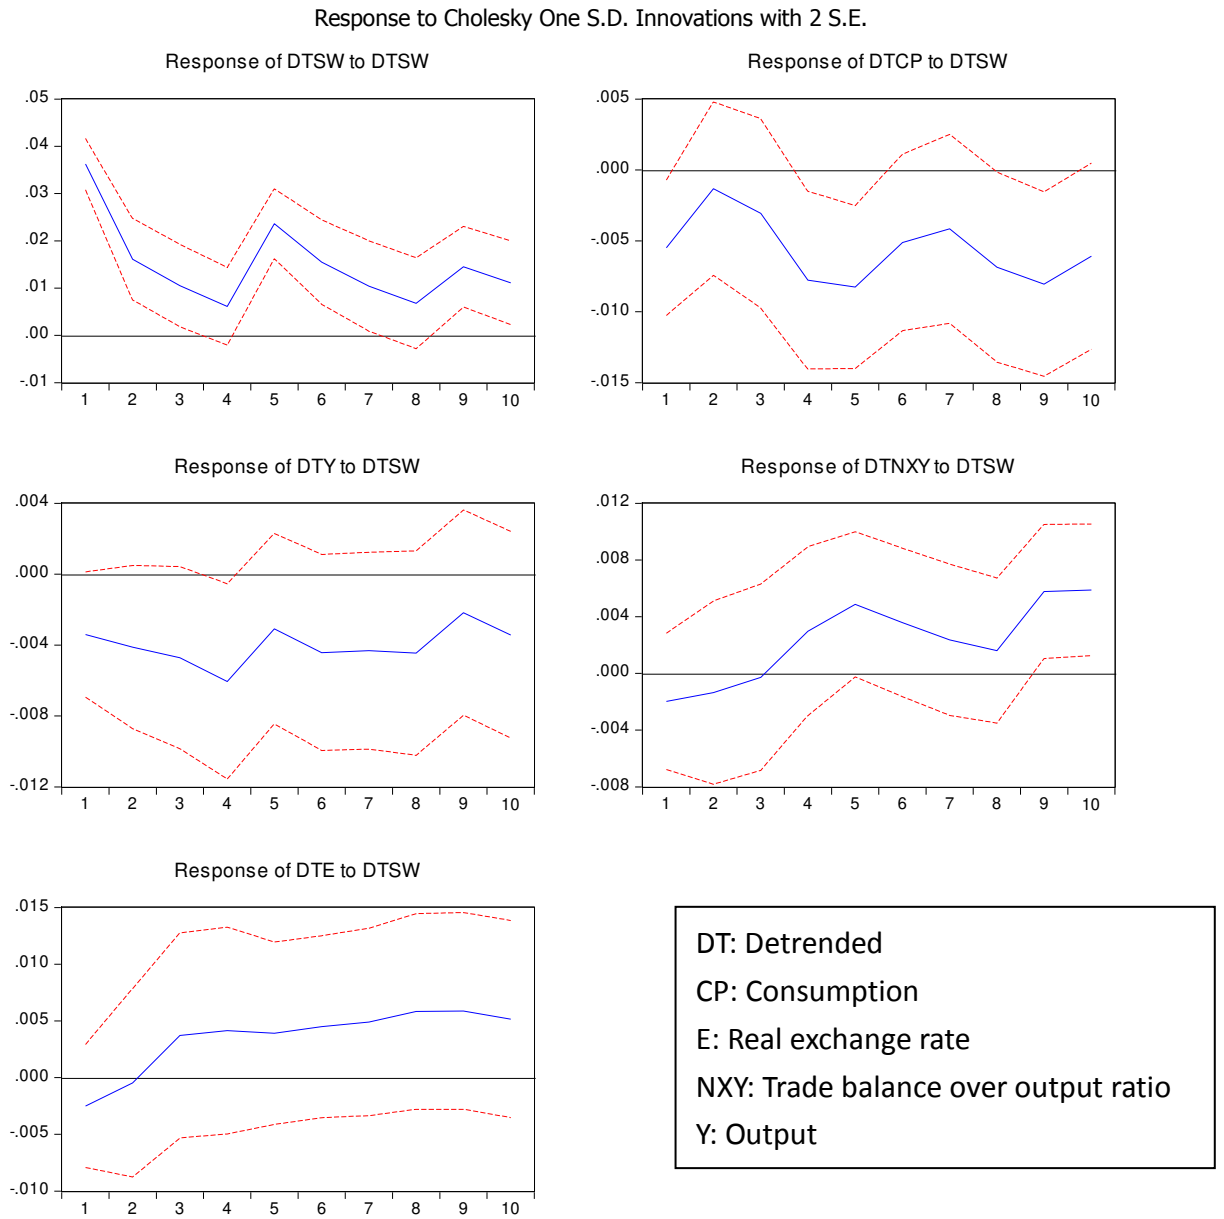 Response to Cholesky One S.D. Innovations with 2 S.E.
Response of DTSW to DTSW
.05
.04
.03
.02
.01
.00
-.01
1 2 3 4 5 6 7 8 9 10
Response of DTCP to DTSW
.005
.000
-.005
-.010
-.015
1 2 3 4 5 6 7 8 9 10
Response of DTY to DTSW
.004
.000
-.004
-.008
-.012
1 2 3 4 5 6 7 8 9 10
Response of DTNXY to DTSW
.012
.008
.004
.000
-.004
-.008
1 2 3 4 5 6 7 8 9 10
Response of DTE to DTSW
.015
.010
.005
.000
-.005
-.010
1 2 3 4 5 6 7 8 9 10
DT: Detrended
CP: Consumption
E: Real exchange rate
NXY: Trade balance over output ratio
Y: Output